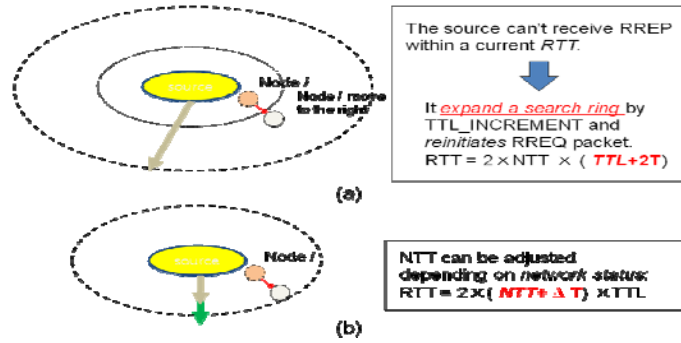 source
Node i
Node i move
to the right
The source can't receive RREP
within a current RTT.
It expand a search ring by
TTL_INCREMENT and
reinitiates RREQ packet.
RTT = 2 × NTT × ( TTL+2T)
(a)
source
Node i
NTT can be adjusted
depending on network status:
RTT = 2 × ( NTT+ Δ T) × TTL
(b)